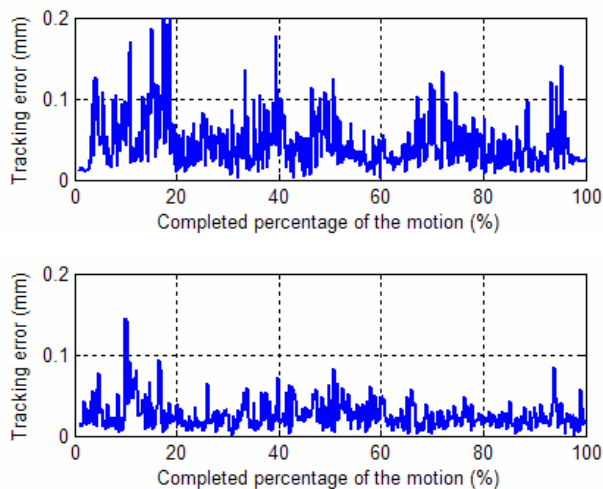 0.2
0.1
0
Tracking error (mm)
0 20 40 60 80 100
Completed percentage of the motion (%)
0.2
0.1
0
Tracking error (mm)
0 20 40 60 80 100
Completed percentage of the motion (%)